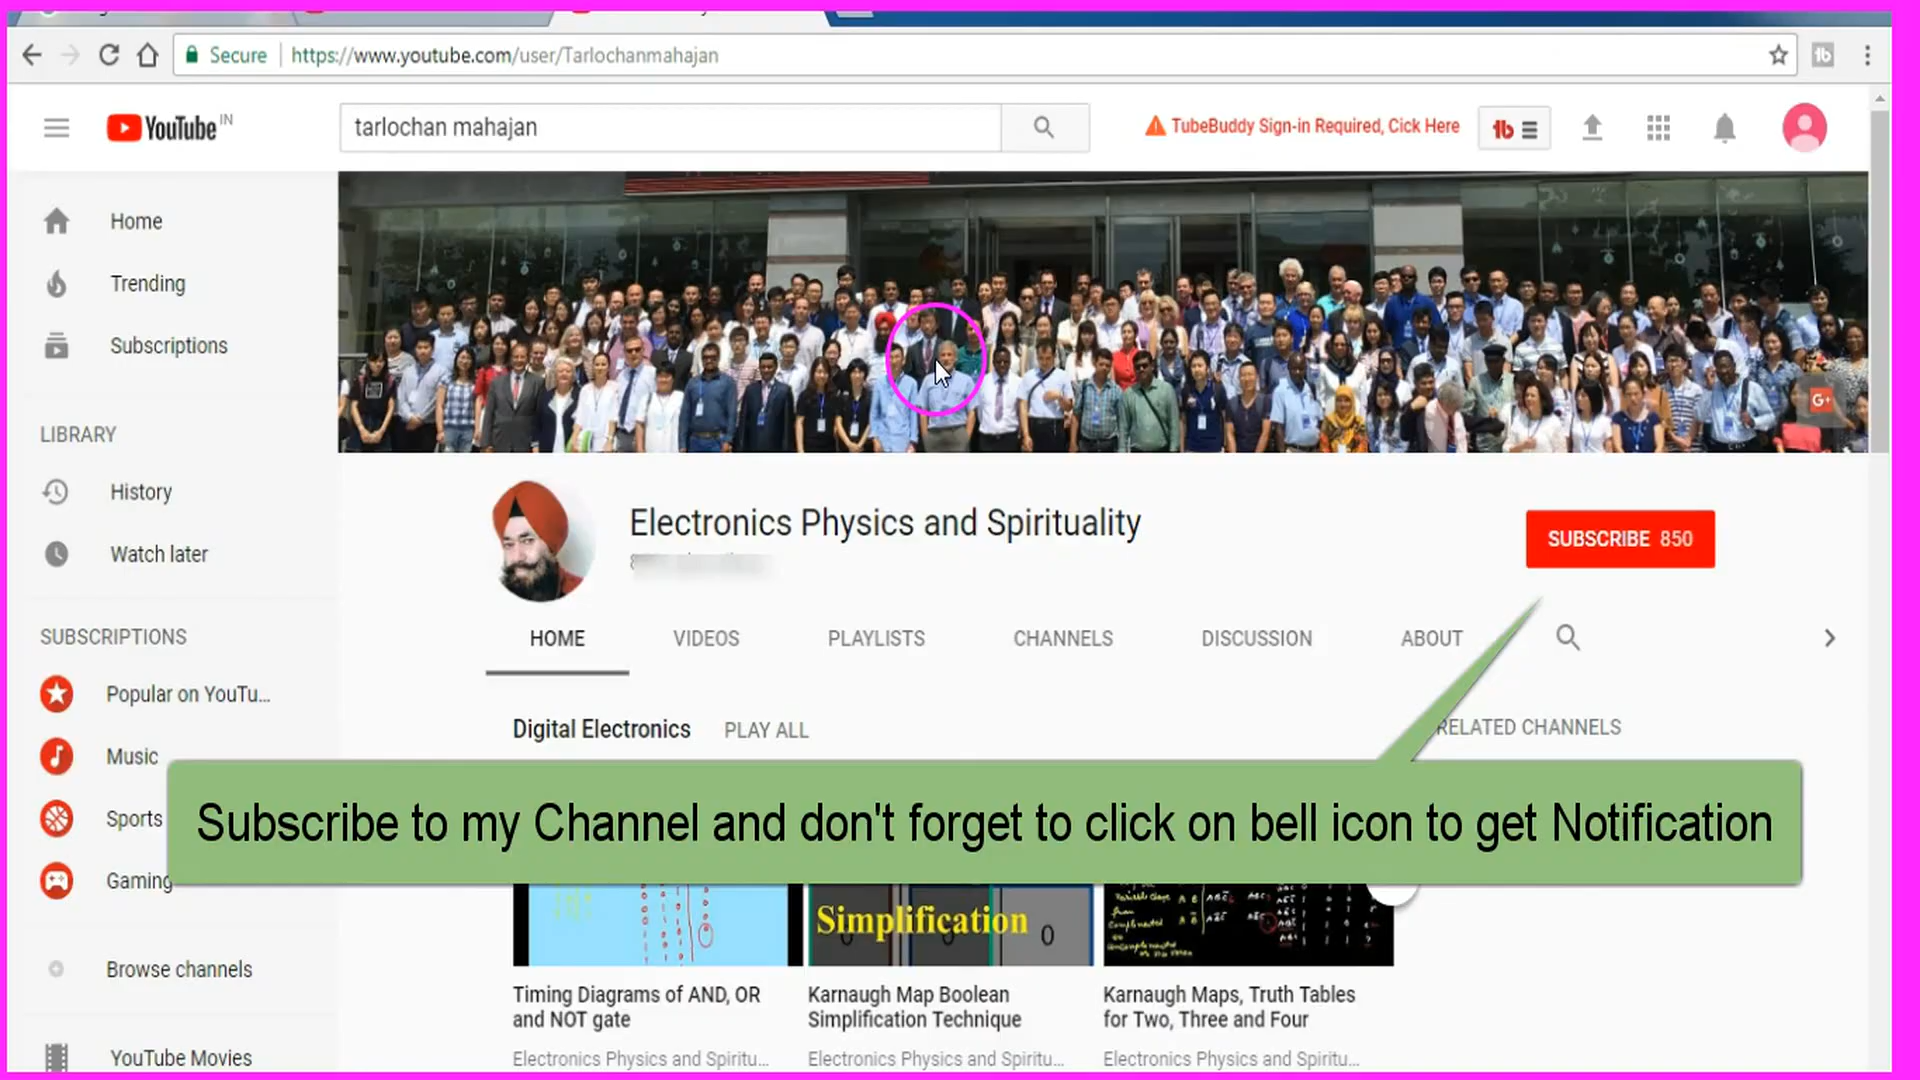 Secure https://www.youtube.com/user/Tarlochanmahajan
YouTube IN
tarlochan mahajan
TubeBuddy Sign-in Required, Cick Here
tb
Home
Trending
Subscriptions
G+
LIBRARY
History
Watch later
Electronics Physics and Spirituality
SUBSCRIBE 850
SUBSCRIPTIONS
HOME VIDEOS PLAYLISTS CHANNELS DISCUSSION ABOUT
Popular on YouTu...
Digital Electronics PLAY ALL
RELATED CHANNELS
Music
Subscribe to my Channel and don't forget to click on bell icon to get Notification
Sports
Gaming
Simplification
Browse channels
Timing Diagrams of AND, OR
and NOT gate
Karnaugh Map Boolean
Simplification Technique
Karnaugh Maps, Truth Tables
for Two, Three and Four
Electronics Physics and Spiritu...
Electronics Physics and Spiritu...
Electronics Physics and Spiritu...
YouTube Movies